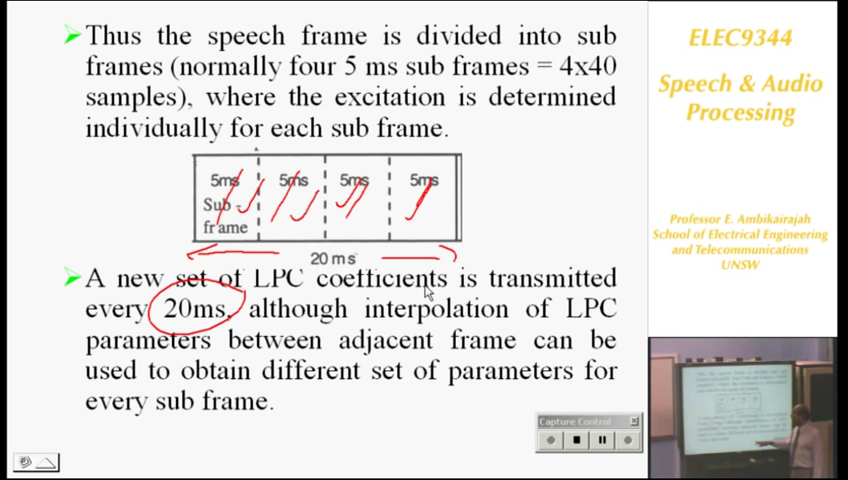 Thus the speech frame is divided into sub
frames (normally four 5 ms sub frames = 4x40
samples), where the excitation is determined
individually for each sub frame.
5ms 5ms 5ms 5ms
Sub -
frame
20 ms
A new set of LPC coefficients is transmitted
every 20ms, although interpolation of LPC
parameters between adjacent frame can be
used to obtain different set of parameters for
every sub frame.
Capture Control
ELEC9344
Speech & Audio
Processing
Professor E. Ambikairajah
School of Electrical Engineering
and Telecommunications
UNSW